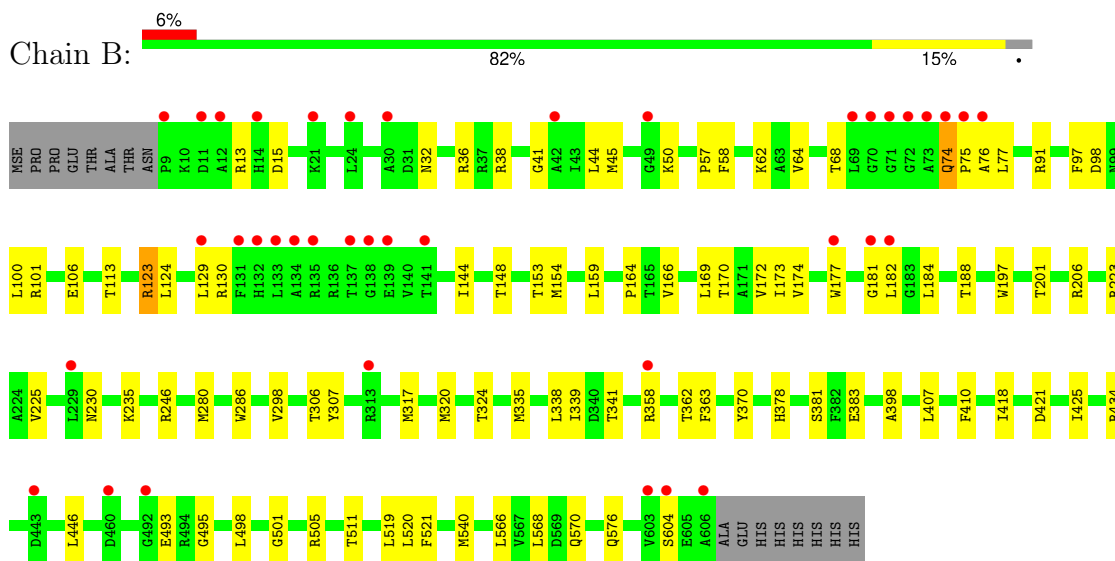 6%
Chain B:
82% 15% •
MSE PRO PRO GLU THR ALA THR ASN P9 K10 D11 A12 R13 H14 D15 K21 L24 A30 D31 N32 R36 R37 R38 G41 A42 I43 L44 M45 G49 K50 P57 F58 K62 A63 V64 T68 L69 G70 G71 G72 A73 Q74 P75 A76 L77 R91 F97 D98 N99
L100 R101 E106 T113 R123 L124 L129 R130 F131 H132 L133 A134 R135 R136 T137 G138 E139 V140 T141 I144 T148 T153 M154 L159 P164 T165 V166 L169 T170 A171 V172 I173 V174 W177 G181 L182 G183 L184 T188 W197 T201 R206
A224 V225 L229 N230 K235 R246 M280 W286 V298 T306 Y307 R313 M317 M320 T324 M335 L338 I339 D340 T341 R358 T362 F363 Y370 H378 S381 F382 E383 A398 L407 F410 I418 D421 I425
D443 L446 D460 G492 E493 R494 G495 L498 G501 R505 T511 L519 L520 F521 M540 L566 V567 L568 D569 Q570 Q576 V603 S604 E605 A606 ALA GLU HIS HIS HIS HIS HIS HIS